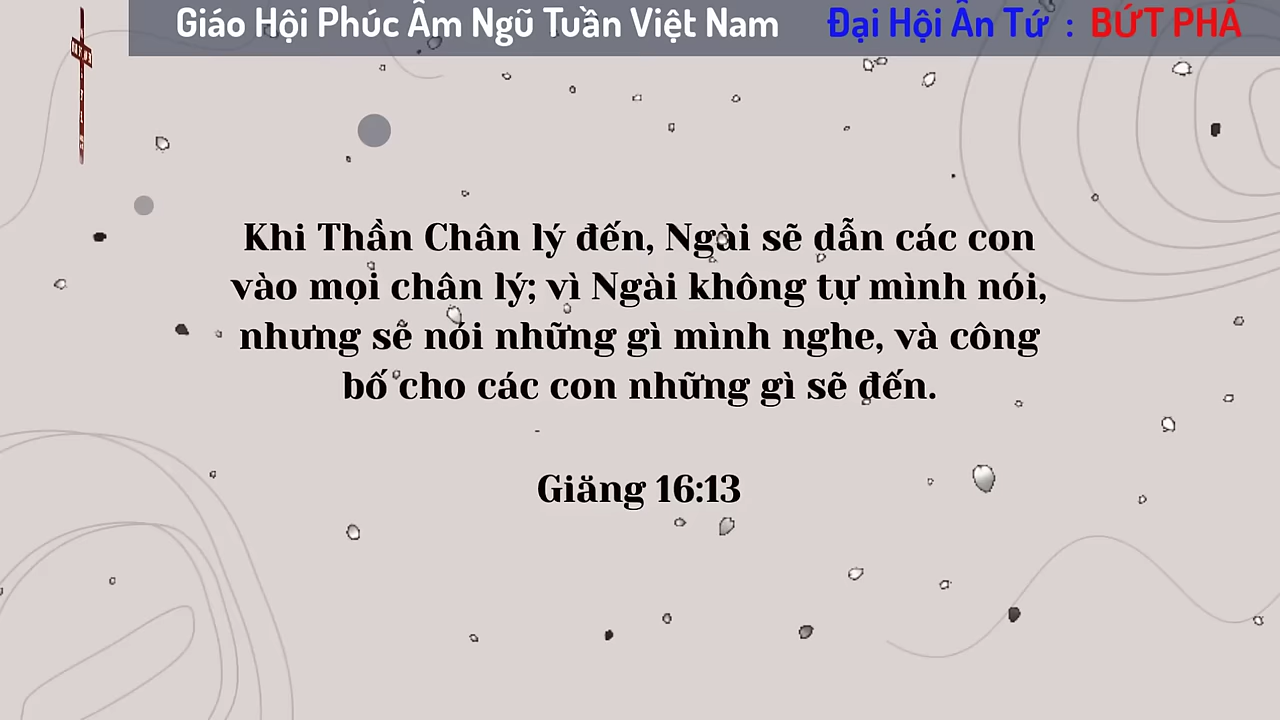 Giáo Hội Phúc Âm Ngũ Tuần Việt Nam Đại Hội Ân Tứ : BỨT PHÁ
Khi Thần Chân lý đến, Ngài sẽ dẫn các con
vào mọi chân lý; vì Ngài không tự mình nói,
nhưng sẽ nói những gì mình nghe, và công
bố cho các con những gì sẽ đến.
Giăng 16:13